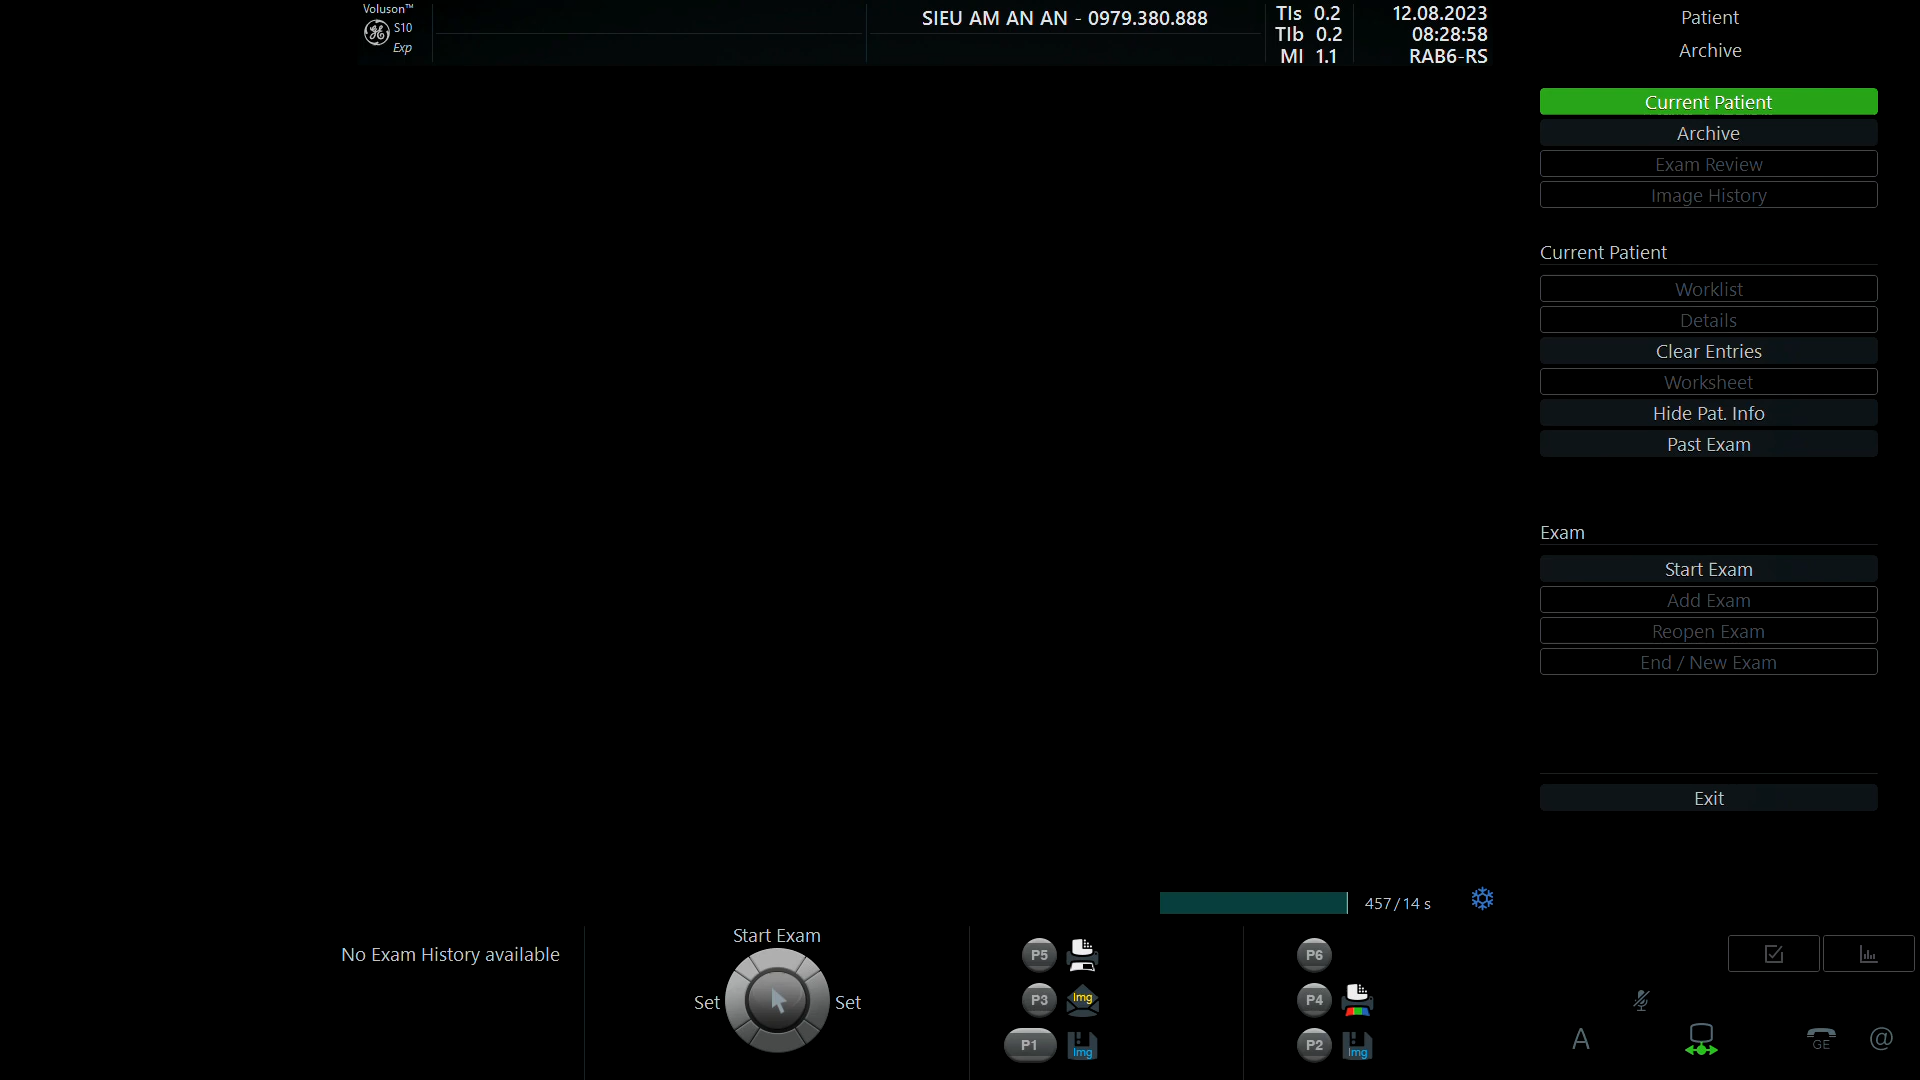 Voluson™
S10
Exp
SIEU AM AN AN - 0979.380.888
TIs 0.2
TIb 0.2
MI 1.1
12.08.2023
08:28:58
RAB6-RS
Patient
Archive
Current Patient
Archive
Exam Review
Image History
Current Patient
Worklist
Details
Clear Entries
Worksheet
Hide Pat. Info
Past Exam
Exam
Start Exam
Add Exam
Reopen Exam
End / New Exam
Exit
457/14 s
No Exam History available
Start Exam
Set
Set
P5
P3
Img
P1
Img
P6
P4
P2
Img
A
GE
@